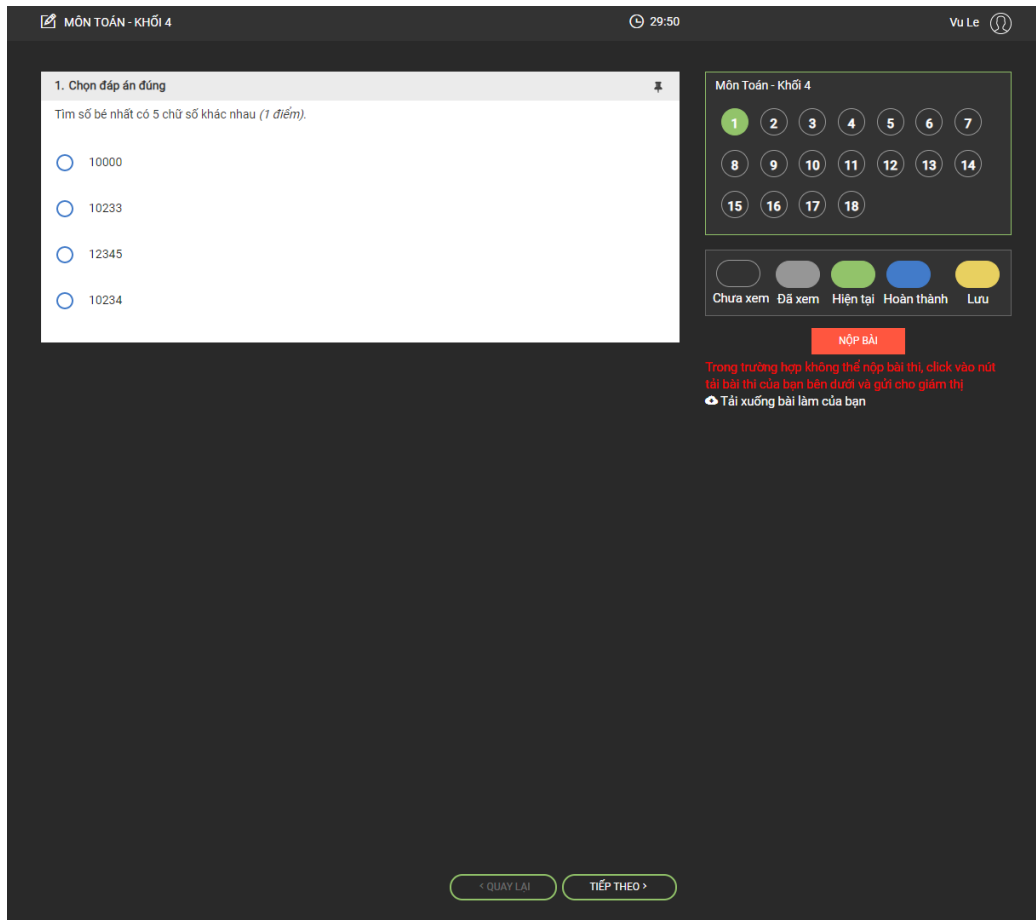 MÔN TOÁN - KHỐI 4
29:50
Vu Le
1. Chọn đáp án đúng
Tìm số bé nhất có 5 chữ số khác nhau (1 điểm).
10000
10233
12345
10234
Môn Toán - Khối 4
1 2 3 4 5 6 7
8 9 10 11 12 13 14
15 16 17 18
Chưa xem Đã xem Hiện tại Hoàn thành Lưu
NỘP BÀI
Trong trường hợp không thể nộp bài thi, click vào nút
tải bài thi của bạn bên dưới và gửi cho giám thị
Tải xuống bài làm của bạn
< QUAY LẠI
TIẾP THEO >